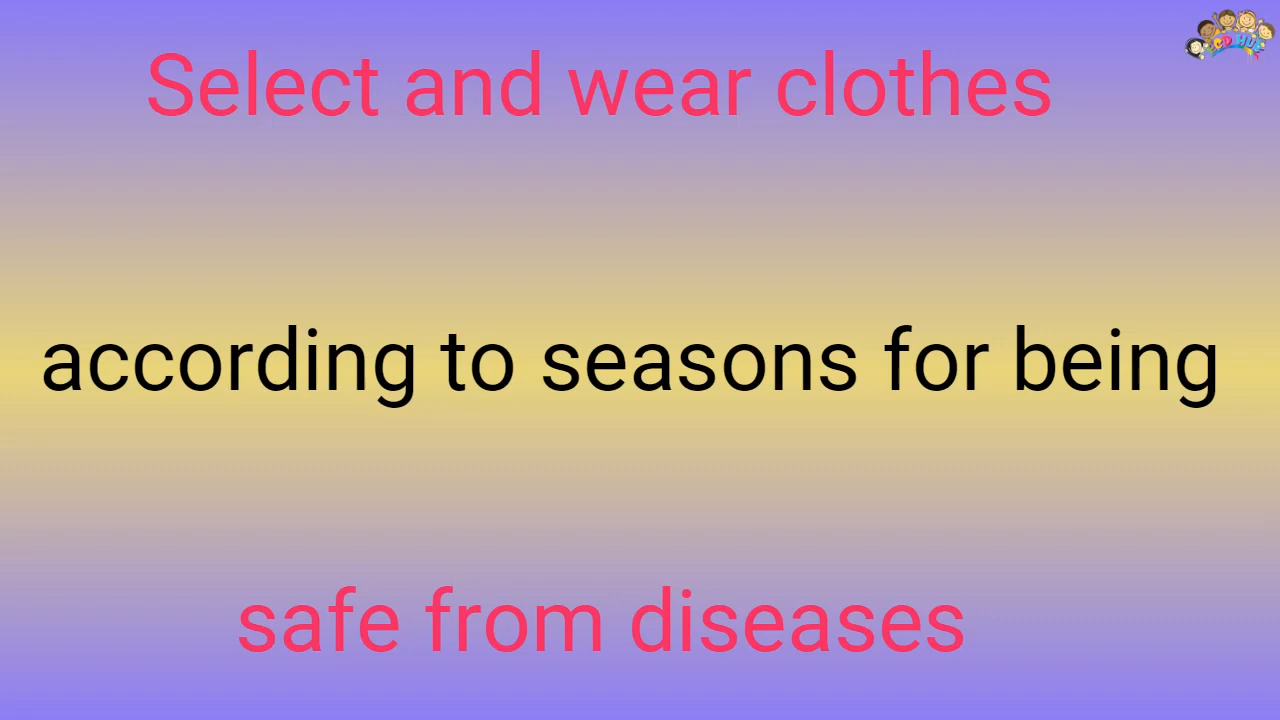 Select and wear clothes
according to seasons for being
safe from diseases